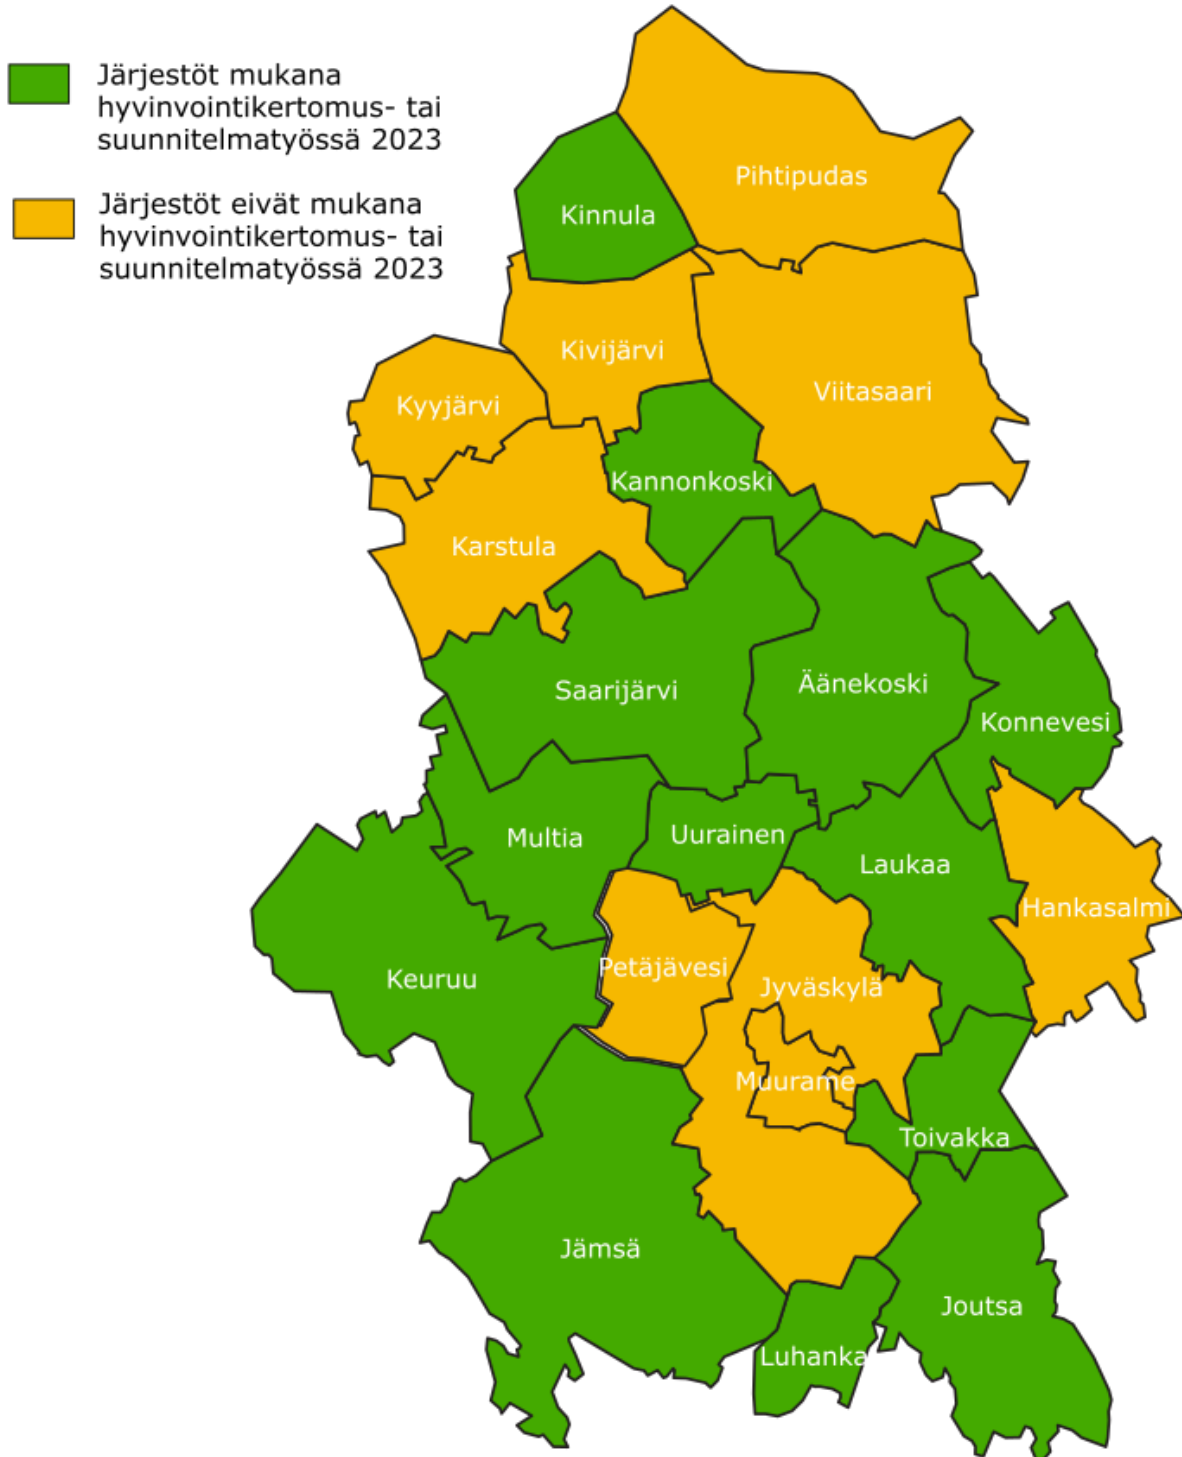 Järjestöt mukana
hyvinvointikertomus- tai
suunnitelmatyössä 2023
Järjestöt eivät mukana
hyvinvointikertomus- tai
suunnitelmatyössä 2023
Pihtipudas
Kinnula
Kivijärvi
Viitasaari
Kyyjärvi
Kannonkoski
Karstula
Saarijärvi
Äänekoski
Konnevesi
Multia
Uurainen
Laukaa
Hankasalmi
Keuruu
Petäjävesi
Jyväskylä
Muurame
Toivakka
Jämsä
Joutsa
Luhanka